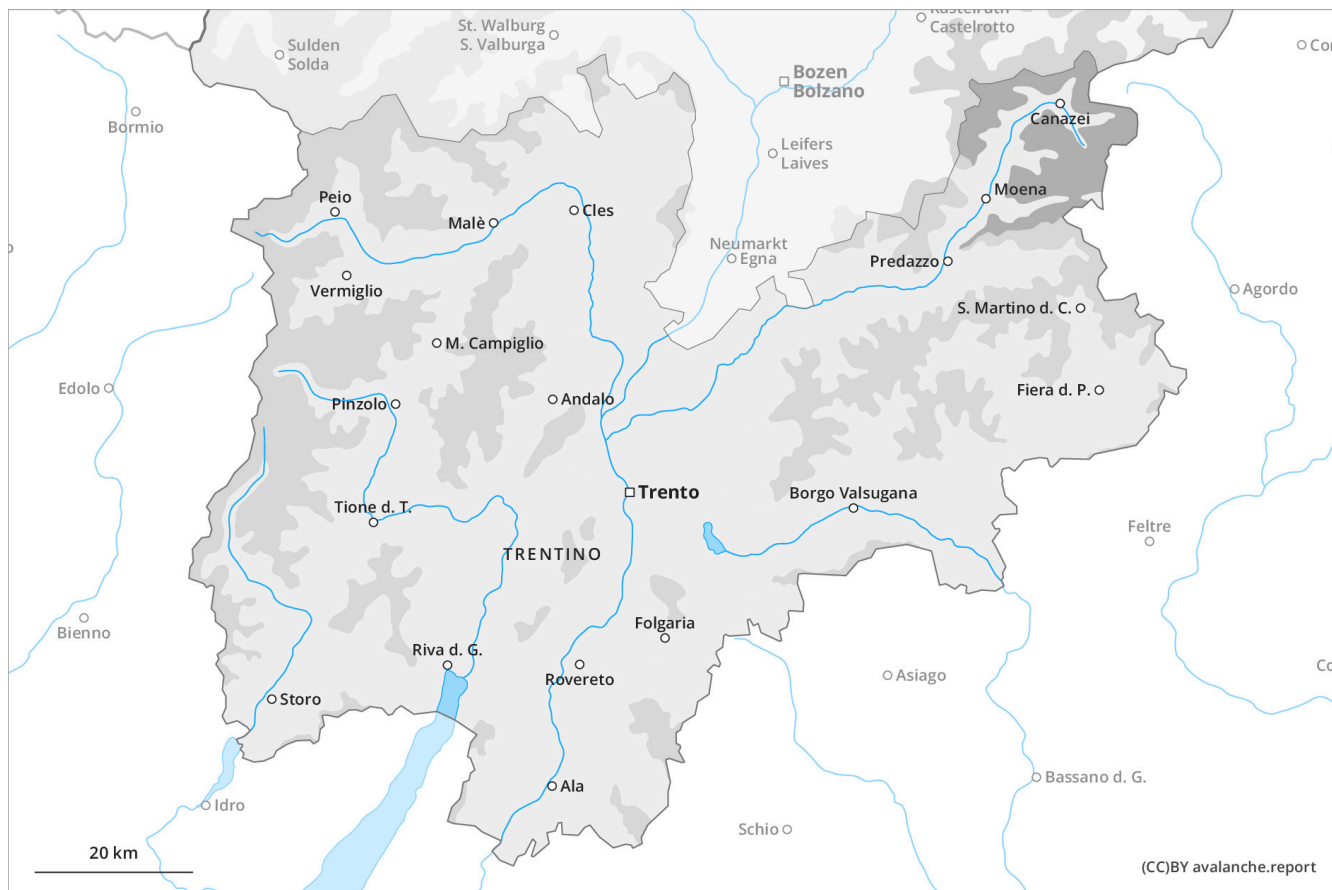 Kastelruth
Castelrotto
St. Walburg
S. Valburga
Sulden
Solda
Bozen
Bolzano
Bormio
Canazei
Leifers
Laives
Moena
Peio
Malè
Cles
Neumarkt
Egna
Predazzo
Vermiglio
Agordo
S. Martino d. C.
M. Campiglio
Edolo
Andalo
Fiera d. P.
Pinzolo
Trento
Borgo Valsugana
Tione d. T.
Feltre
TRENTINO
Bienno
Folgaria
Riva d. G.
Rovereto
Asiago
Storo
Ala
Bassano d. G.
Idro
Schio
20 km
(CC)BY avalanche.report